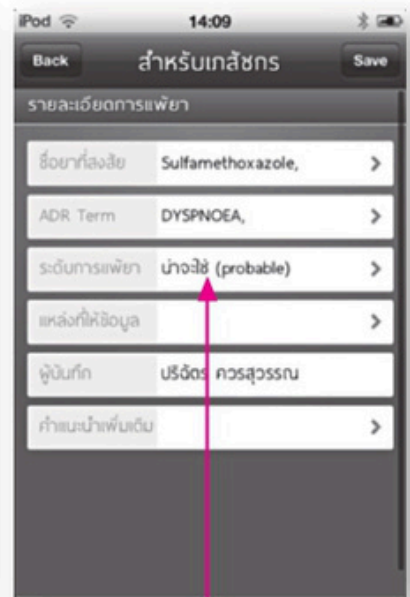 iPod 14:09
Back สำหรับเภสัชกร Save
รายละเอียดการแพ้ยา
ชื่อยาที่สงสัย Sulfamethoxazole,
ADR Term DYSPNOEA,
ระดับการแพ้ยา น่าจะใช่ (probable)
แหล่งที่ให้ข้อมูล
ผู้บันทึก ปรีฉัตร ควรสุวรรณ
คำแนะนำเพิ่มเติม